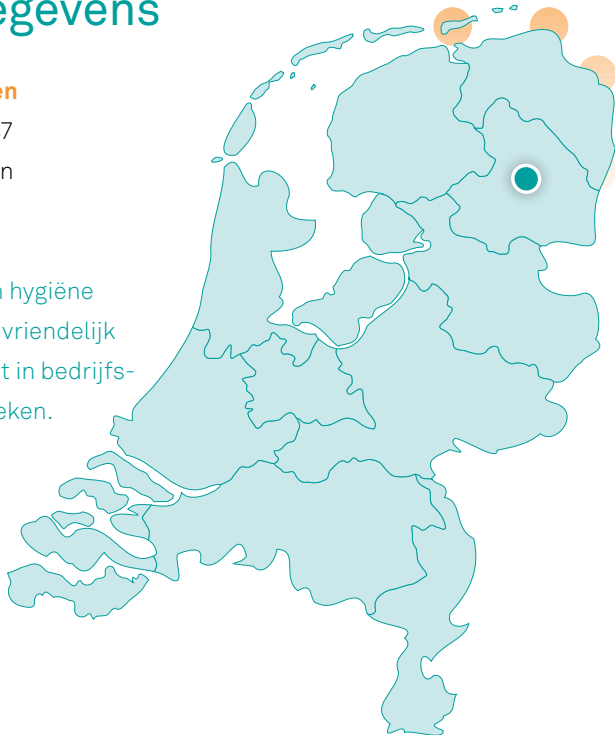 egevens
en
7
n
n hygiëne
vriendelijk
t in bedrijfs-
eken.